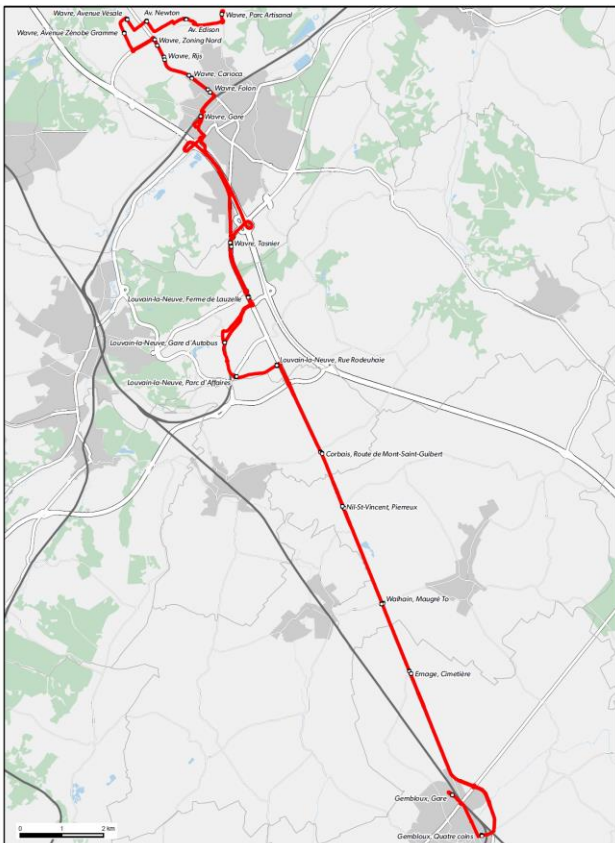 Wavre, Avenue Vésale
Av. Newton
Wavre, Parc Artisanal
Av. Edison
Wavre, Avenue Zénobe Gramme
Wavre, Zoning Nord
Wavre, Rijs
Wavre, Carioca
Wavre, Folon
Wavre, Gare
Wavre, Tasnier
Louvain-la-Neuve, Ferme de Lauzelle
Louvain-la-Neuve, Gare d'Autobus
Louvain-la-Neuve, Rue Rodeuhaie
Louvain-la-Neuve, Parc d'Affaires
Corbais, Route de Mont-Saint-Guibert
Nil-St-Vincent, Pierreux
Walhain, Maugré To
Ernage, Cimetière
Gembloux, Gare
Gembloux, Quatre coins
0 1 2 km